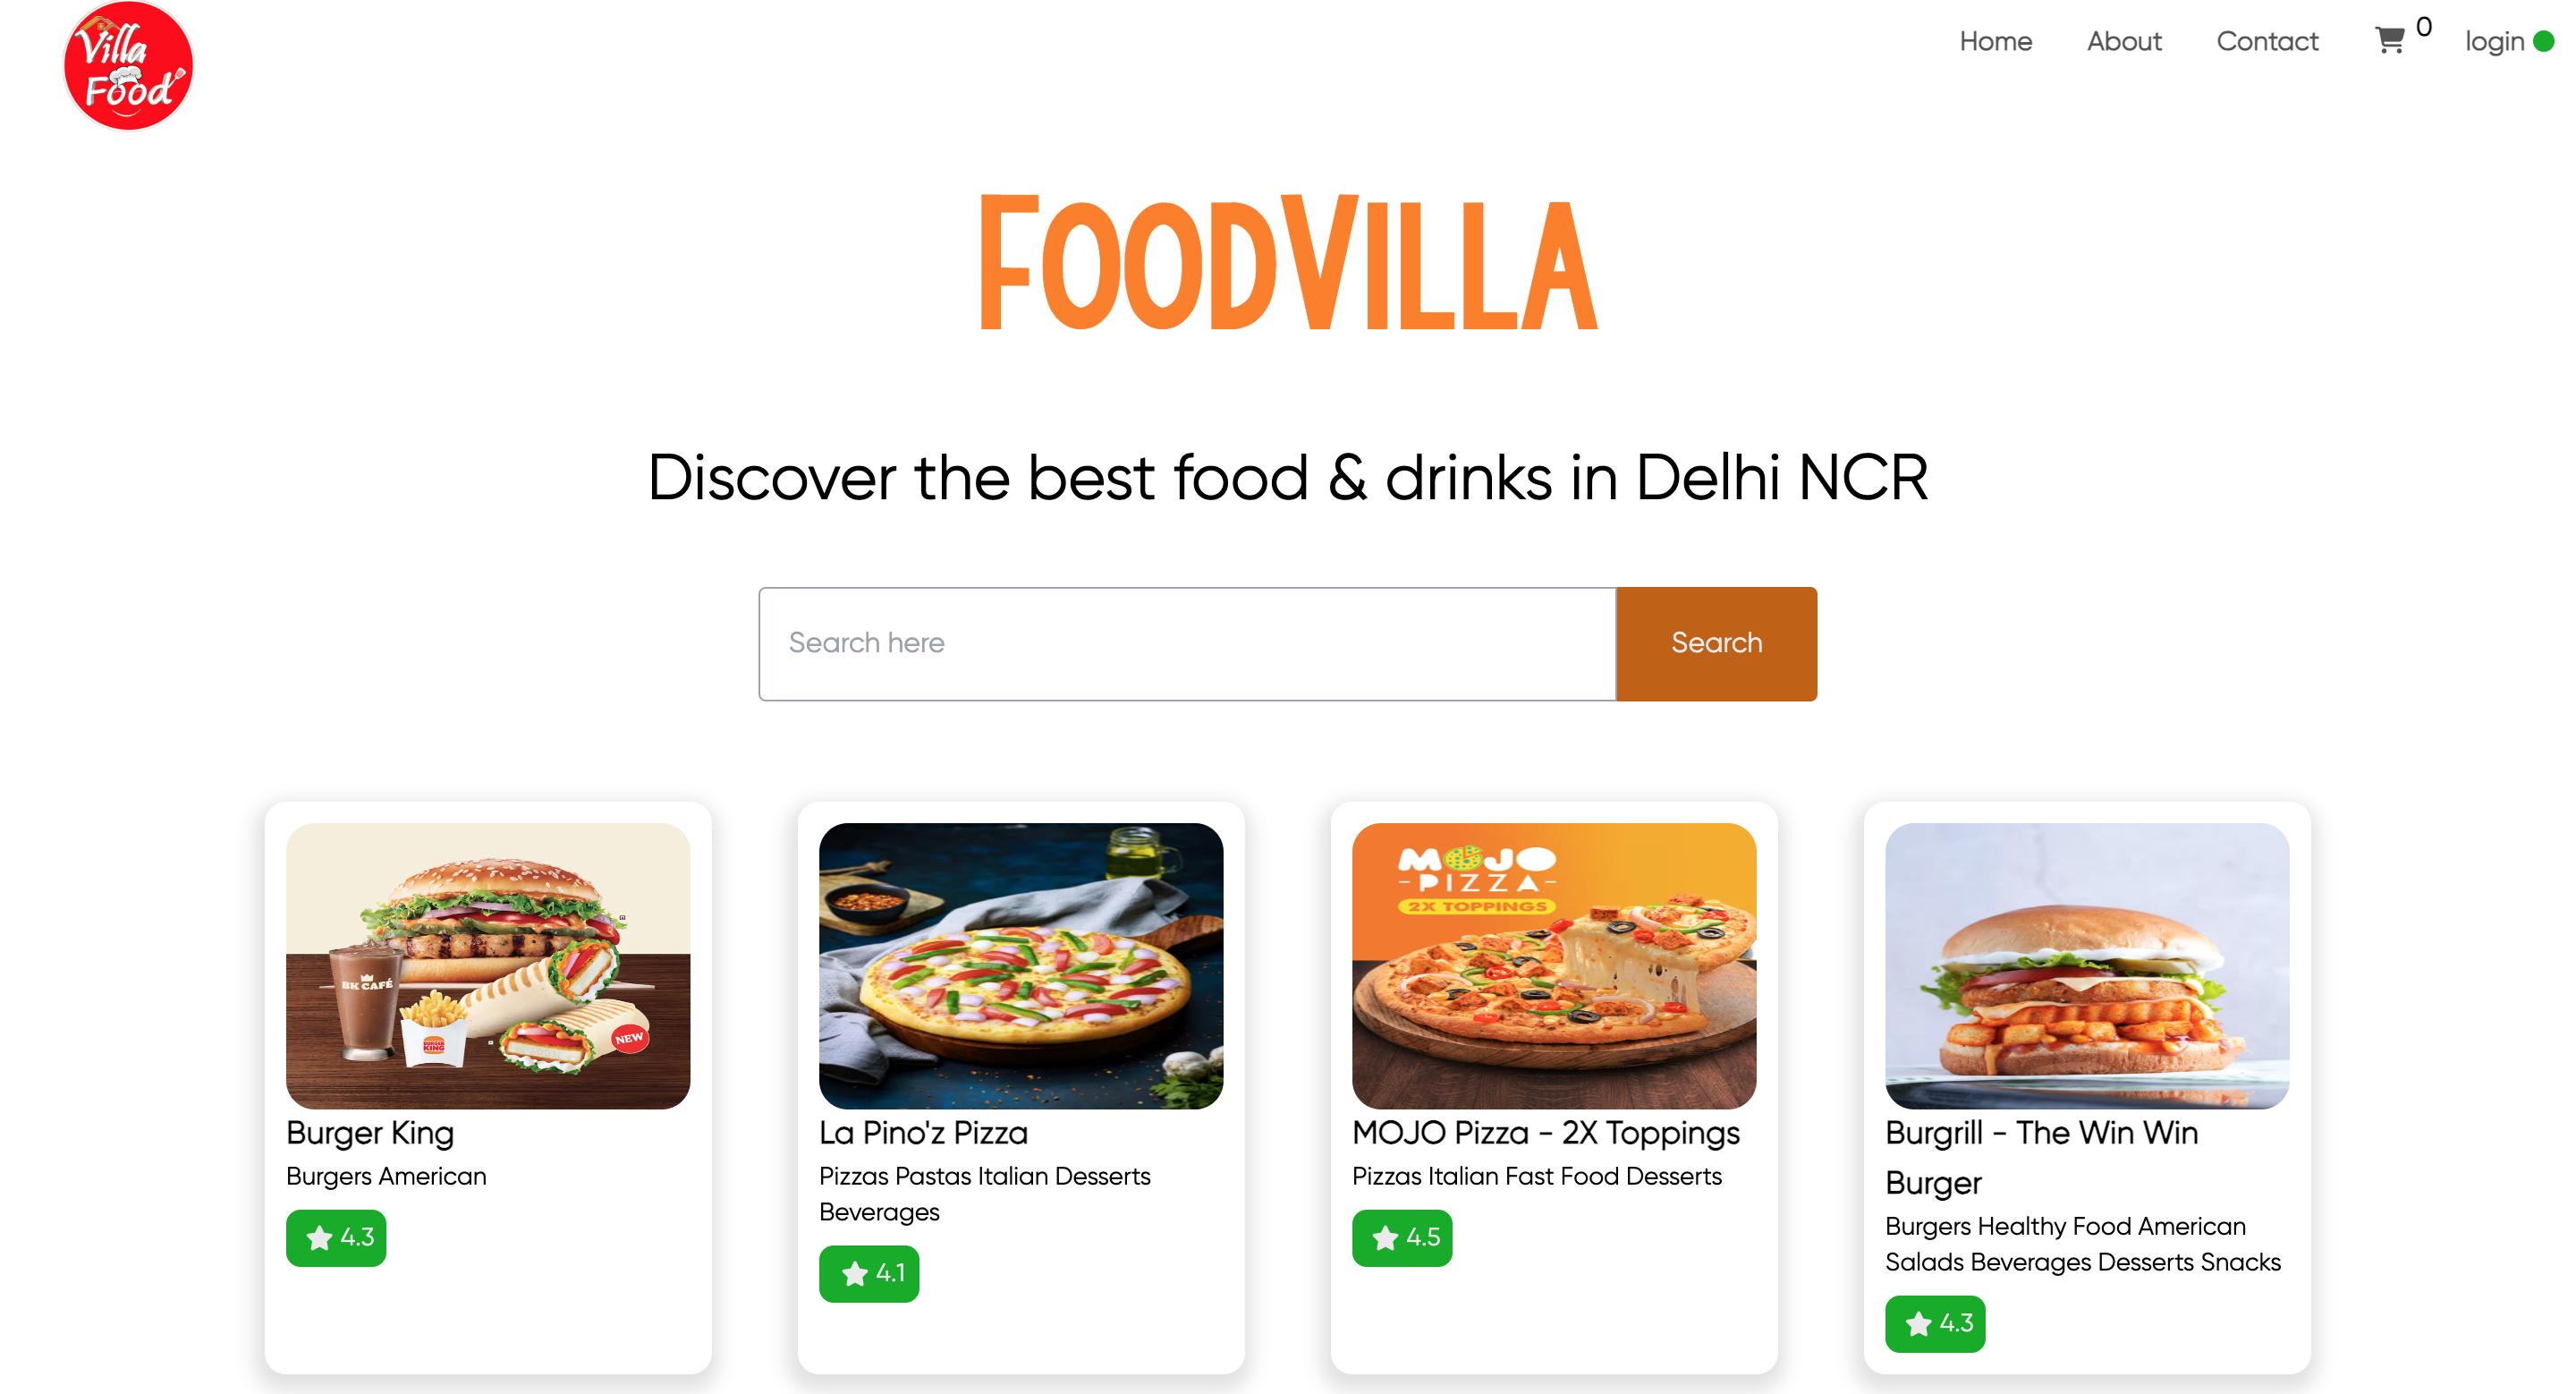 Villa
Food
Home About Contact 0 login
FOODVILLA
Discover the best food & drinks in Delhi NCR
Search here Search
BK CAFÉ
BURGER
KING
NEW
MOJO
-PIZZA-
2X TOPPINGS
Burger King
Burgers American
4.3
La Pino'z Pizza
Pizzas Pastas Italian Desserts
Beverages
4.1
MOJO Pizza - 2X Toppings
Pizzas Italian Fast Food Desserts
4.5
Burgrill - The Win Win
Burger
Burgers Healthy Food American
Salads Beverages Desserts Snacks
4.3